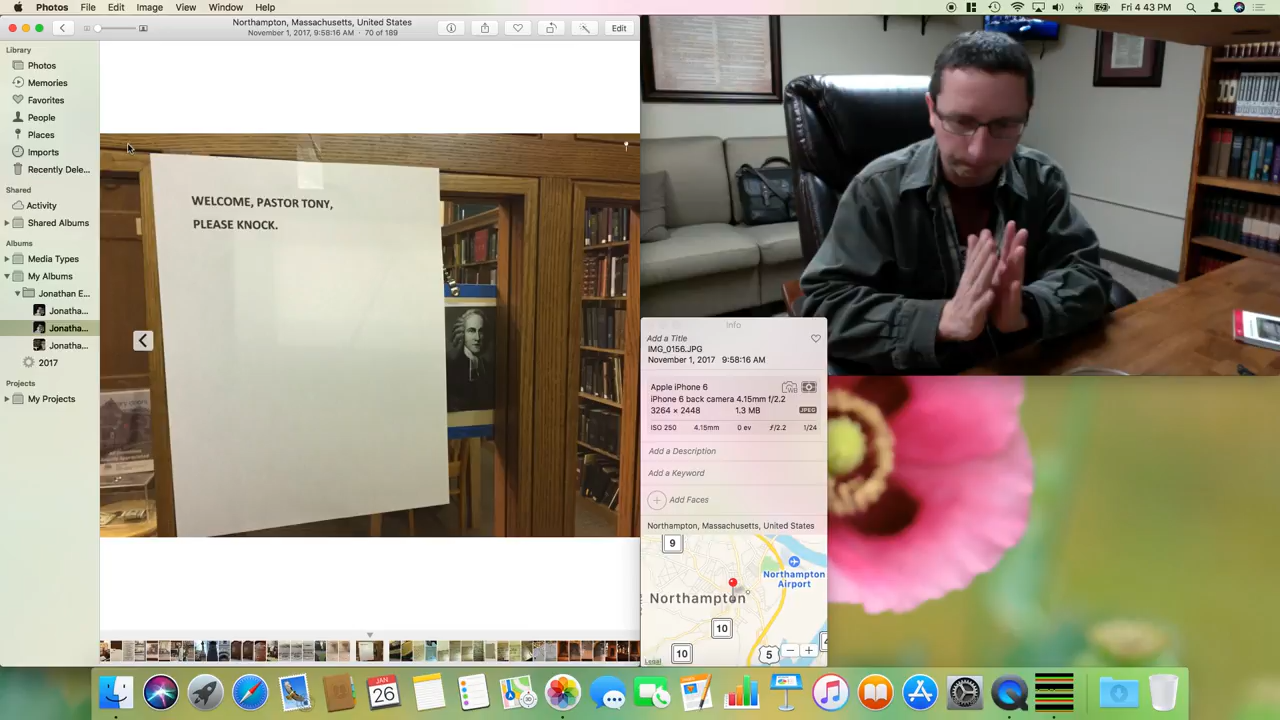 Photos File Edit Image View Window Help
Fri 4:43 PM
Northampton, Massachusetts, United States
November 1, 2017, 9:58:16 AM · 70 of 189
Edit
Library
Photos
Memories
Favorites
People
Places
Imports
Recently Dele...
Shared
Activity
Shared Albums
Albums
Media Types
My Albums
Jonathan E...
Jonatha...
Jonatha...
Jonatha...
2017
Projects
My Projects
WELCOME, PASTOR TONY,
PLEASE KNOCK.
Info
Add a Title
IMG_0156.JPG
November 1, 2017 9:58:16 AM
Apple iPhone 6
iPhone 6 back camera 4.15mm f/2.2
3264 × 2448 1.3 MB JPEG
ISO 250 4.15mm 0 ev ƒ/2.2 1/24
Add a Description
Add a Keyword
Add Faces
Northampton, Massachusetts, United States
9
Northampton
Airport
Northampton
10
10
5
Legal
JAN
26